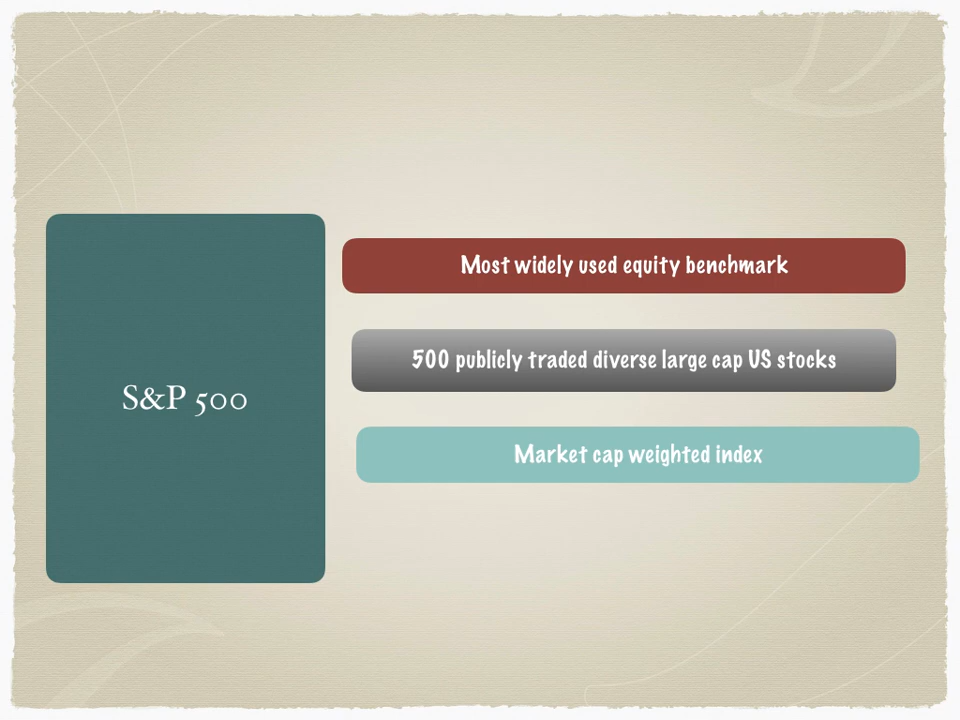 S&P 500
Most widely used equity benchmark
500 publicly traded diverse large cap US stocks
Market cap weighted index